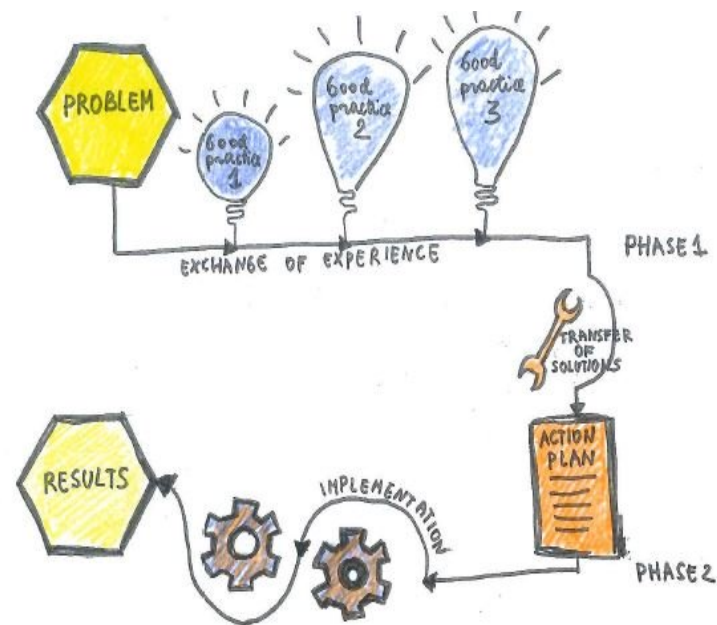 PROBLEM
Good
practice
1
Good
practice
2
Good
practice
3
EXCHANGE OF EXPERIENCE
PHASE 1
TRANSFER
OF
SOLUTIONS
ACTION
PLAN
RESULTS
IMPLEMENTATION
PHASE 2